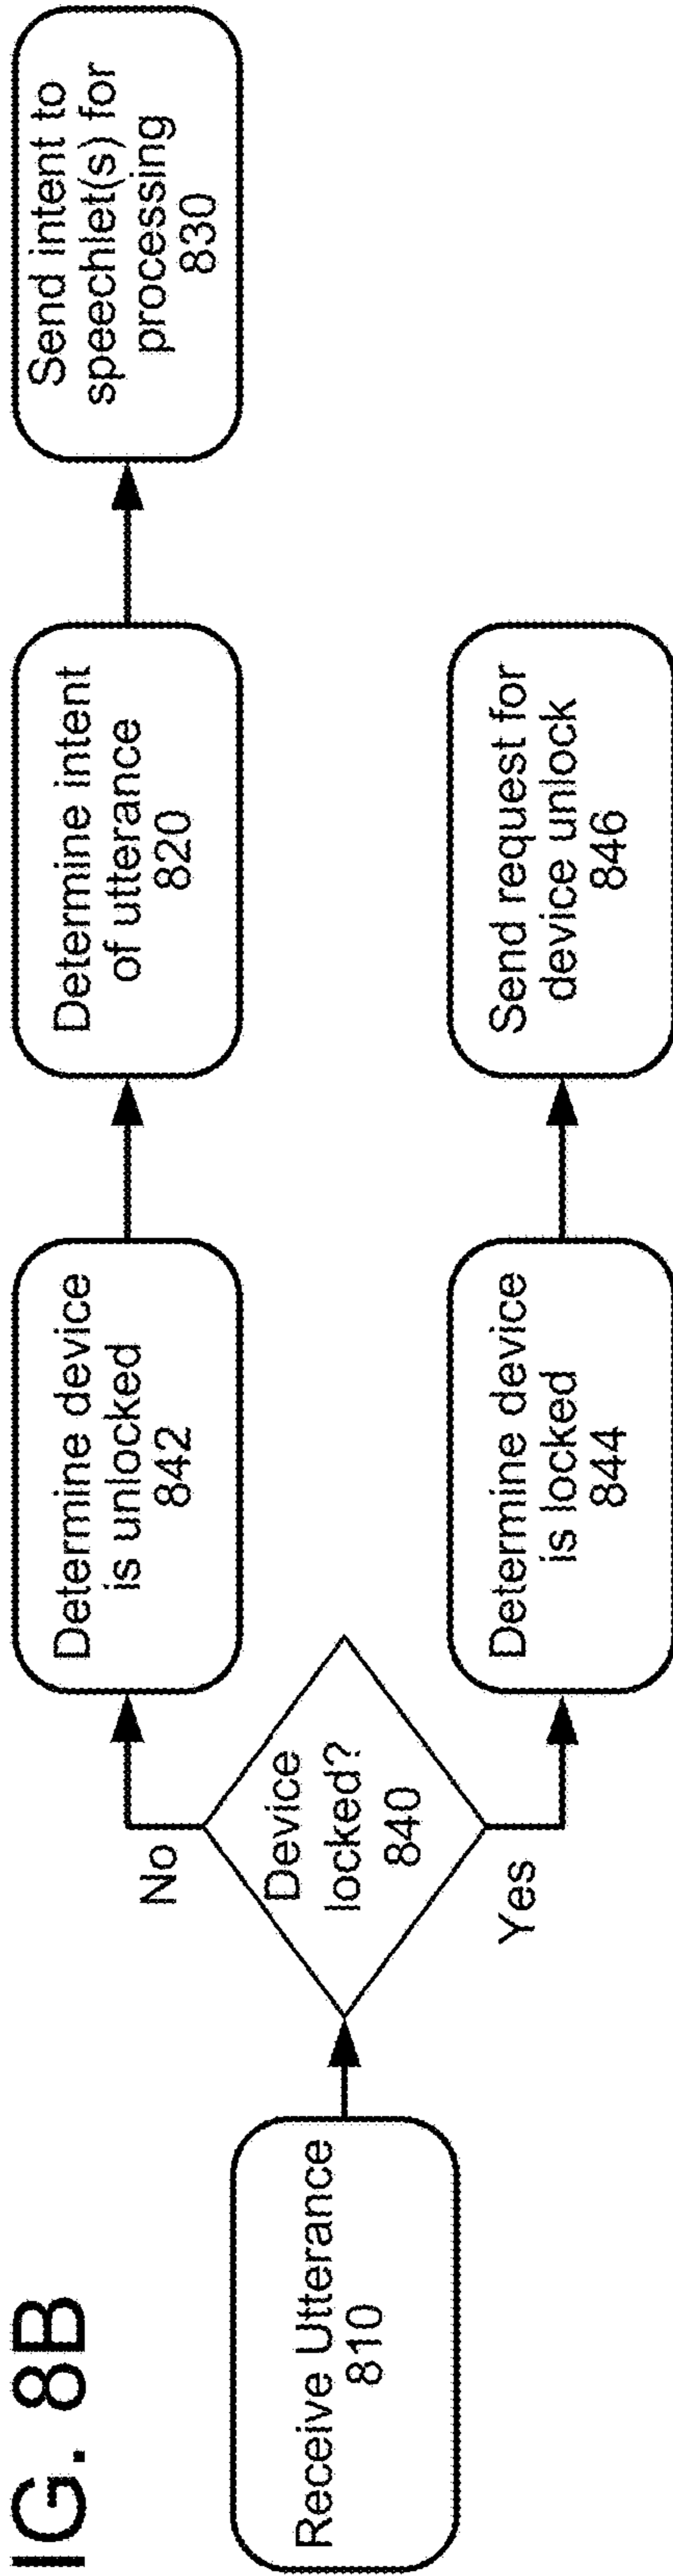 IG. 8B
Receive Utterance
810
Device
locked?
840
No
Determine device
is unlocked
842
Determine intent
of utterance
820
Send intent to
speechlet(s) for
processing
830
Yes
Determine device
is locked
844
Send request for
device unlock
846